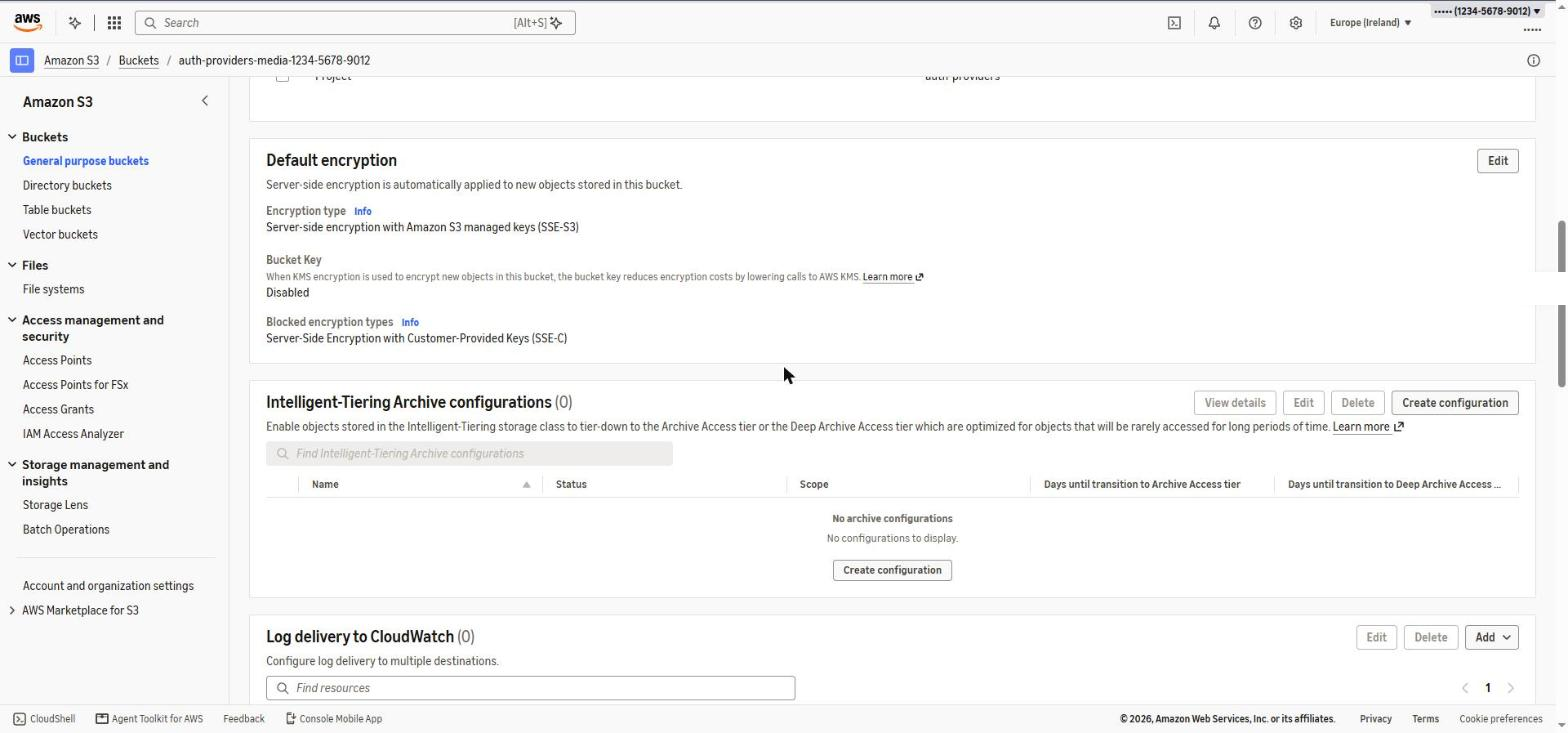 aws
Search
[Alt+S]
Europe (Ireland)
••••• (1234-5678-9012)
•••••
Amazon S3 / Buckets / auth-providers-media-1234-5678-9012
Amazon S3
Buckets
General purpose buckets
Directory buckets
Table buckets
Vector buckets
Files
File systems
Access management and
security
Access Points
Access Points for FSx
Access Grants
IAM Access Analyzer
Storage management and
insights
Storage Lens
Batch Operations
Account and organization settings
AWS Marketplace for S3
Project auth-providers
Default encryption
Edit
Server-side encryption is automatically applied to new objects stored in this bucket.
Encryption type Info
Server-side encryption with Amazon S3 managed keys (SSE-S3)
Bucket Key
When KMS encryption is used to encrypt new objects in this bucket, the bucket key reduces encryption costs by lowering calls to AWS KMS. Learn more
Disabled
Blocked encryption types Info
Server-Side Encryption with Customer-Provided Keys (SSE-C)
Intelligent-Tiering Archive configurations (0)
View details Edit Delete Create configuration
Enable objects stored in the Intelligent-Tiering storage class to tier-down to the Archive Access tier or the Deep Archive Access tier which are optimized for objects that will be rarely accessed for long periods of time. Learn more
Find Intelligent-Tiering Archive configurations
Name Status Scope Days until transition to Archive Access tier Days until transition to Deep Archive Access ...
No archive configurations
No configurations to display.
Create configuration
Log delivery to CloudWatch (0)
Edit Delete Add
Configure log delivery to multiple destinations.
Find resources
1
CloudShell Agent Toolkit for AWS Feedback Console Mobile App
© 2026, Amazon Web Services, Inc. or its affiliates. Privacy Terms Cookie preferences